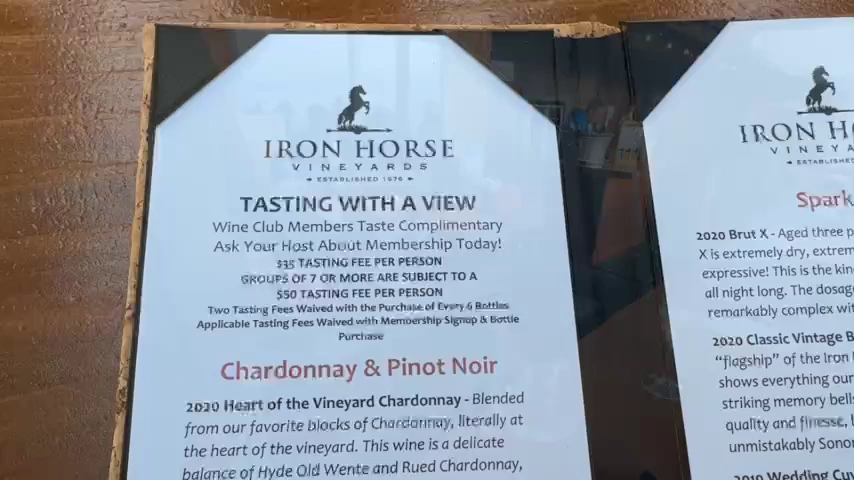 IRON HORSE
VINEYARDS
ESTABLISHED 1976
TASTING WITH A VIEW
Wine Club Members Taste Complimentary
Ask Your Host About Membership Today!
$35 TASTING FEE PER PERSON
GROUPS OF 7 OR MORE ARE SUBJECT TO A
$50 TASTING FEE PER PERSON
Two Tasting Fees Waived with the Purchase of Every 6 Bottles
Applicable Tasting Fees Waived with Membership Signup & Bottle
Purchase
Chardonnay & Pinot Noir
2020 Heart of the Vineyard Chardonnay - Blended
from our favorite blocks of Chardonnay, literally at
the heart of the vineyard. This wine is a delicate
balance of Hyde Old Wente and Rued Chardonnay,
IRON HO
VINEYA
ESTABLISHED
Spark
2020 Brut X - Aged three p
X is extremely dry, extrem
expressive! This is the kin
all night long. The dosag
remarkably complex wit
2020 Classic Vintage B
"flagship" of the Iron
shows everything our
striking memory bell
quality and finesse,
unmistakably Sonor
2019 Wedding Cuv